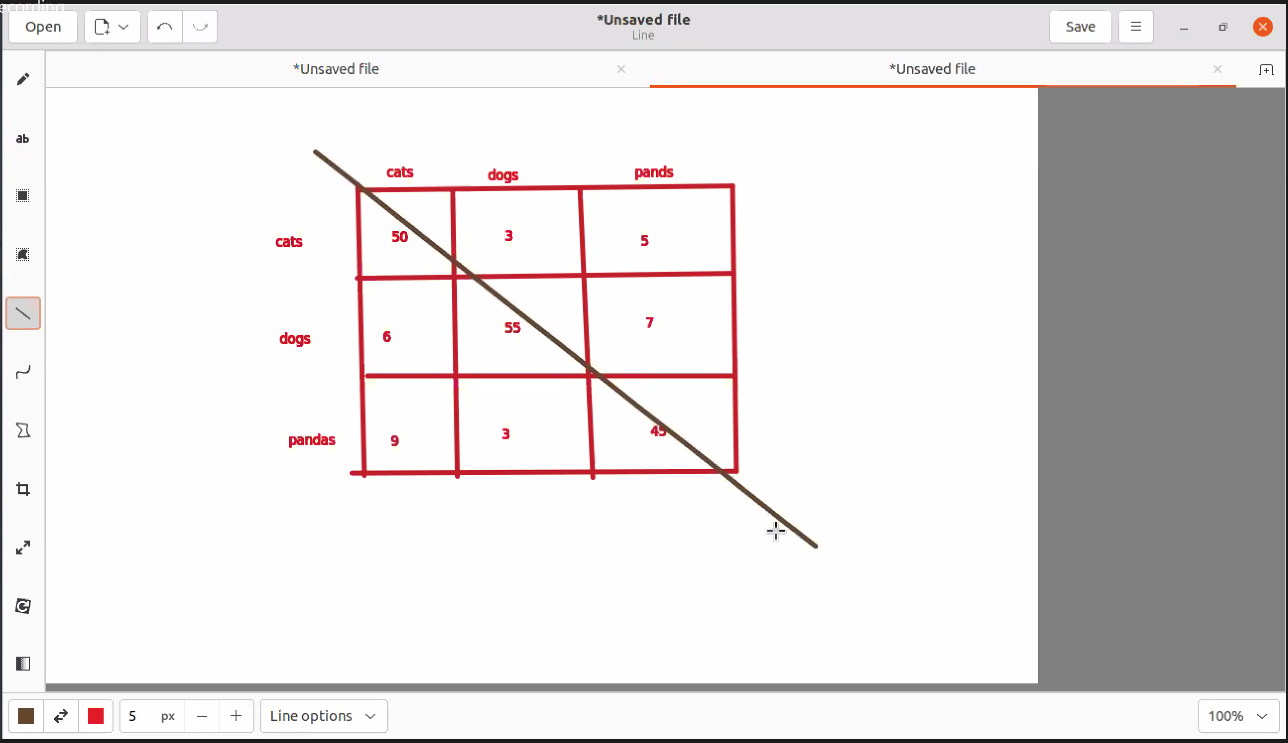 ecording
Open
*Unsaved file
Line
Save
*Unsaved file
*Unsaved file
ab
cats dogs pands
cats 50 3 5
dogs 6 55 7
pandas 9 3 45
5 px
Line options
100%